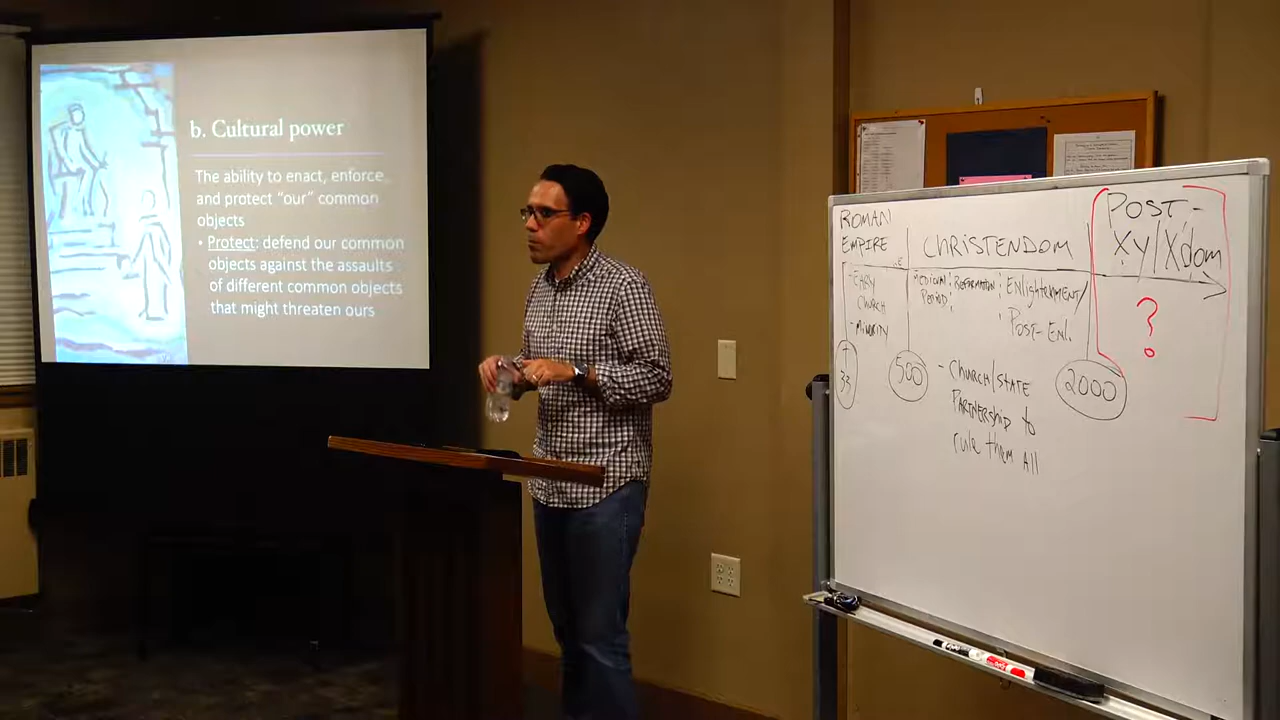 b. Cultural power
The ability to enact, enforce
and protect "our" common
objects
• Protect: defend our common
objects against the assaults
of different common objects
that might threaten ours
ROMAN
EMPIRE
- EARLY
CHURCH
- MINORITY
33
CHRISTENDOM
MEDIEVAL
PERIOD
REFORMATION
ENLIGHTENMENT/
POST-ENL.
500
- CHURCH/STATE
PARTNERSHIP to
rule them All
2000
POST-
Xy/Xdom
?